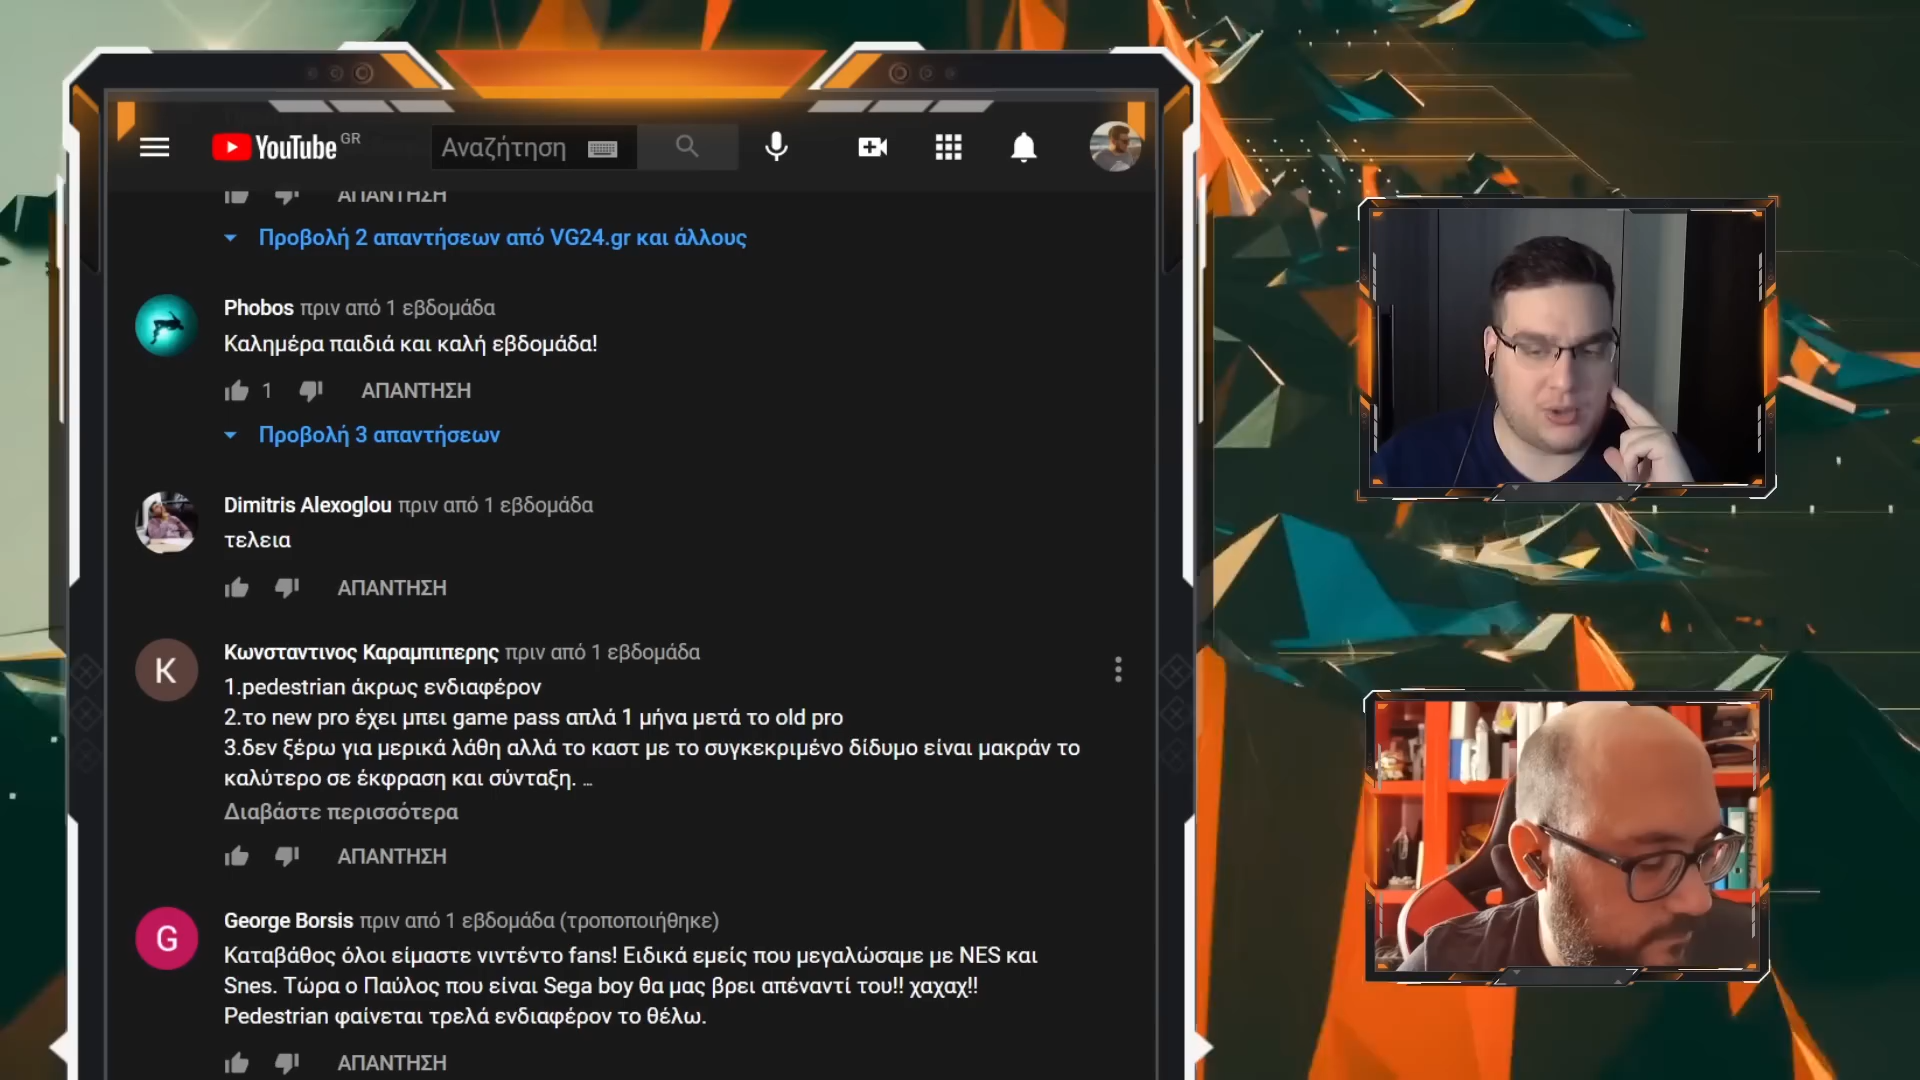 YouTube GR
Αναζήτηση
ΑΠΑΝΤΗΣΗ
Προβολή 2 απαντήσεων από VG24.gr και άλλους
Phobos πριν από 1 εβδομάδα
Καλημέρα παιδιά και καλή εβδομάδα!
1 ΑΠΑΝΤΗΣΗ
Προβολή 3 απαντήσεων
Dimitris Alexoglou πριν από 1 εβδομάδα
τελεια
ΑΠΑΝΤΗΣΗ
K
Κωνσταντινος Καραμπιπερης πριν από 1 εβδομάδα
1.pedestrian άκρως ενδιαφέρον
2.το new pro έχει μπει game pass απλά 1 μήνα μετά το old pro
3.δεν ξέρω για μερικά λάθη αλλά το καστ με το συγκεκριμένο δίδυμο είναι μακράν το
καλύτερο σε έκφραση και σύνταξη. ...
Διαβάστε περισσότερα
ΑΠΑΝΤΗΣΗ
G
George Borsis πριν από 1 εβδομάδα (τροποποιήθηκε)
Καταβάθος όλοι είμαστε νιντέντο fans! Ειδικά εμείς που μεγαλώσαμε με NES και
Snes. Τώρα ο Παύλος που είναι Sega boy θα μας βρει απέναντί του!! χαχαχ!!
Pedestrian φαίνεται τρελά ενδιαφέρον το θέλω.
ΑΠΑΝΤΗΣΗ